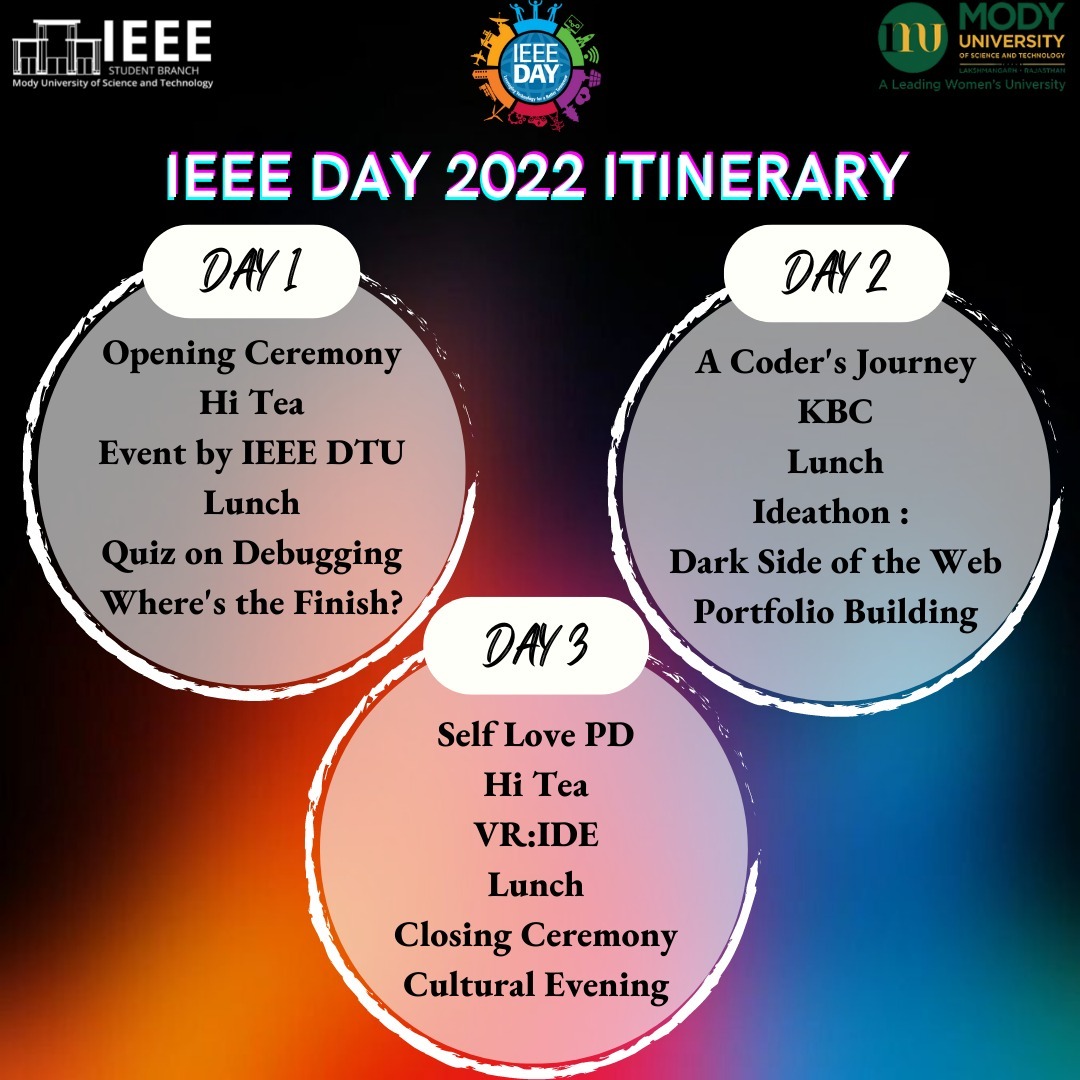 IEEE
STUDENT BRANCH
Mody University of Science and Technology
IEEE
DAY
MODY
UNIVERSITY
OF SCIENCE AND TECHNOLOGY
LAKSHMANGARH - RAJASTHAN
A Leading Women's University
IEEE DAY 2022 ITINERARY
DAY 1
Opening Ceremony
Hi Tea
Event by IEEE DTU
Lunch
Quiz on Debugging
Where's the Finish?
DAY 2
A Coder's Journey
KBC
Lunch
Ideathon :
Dark Side of the Web
Portfolio Building
DAY 3
Self Love PD
Hi Tea
VR:IDE
Lunch
Closing Ceremony
Cultural Evening